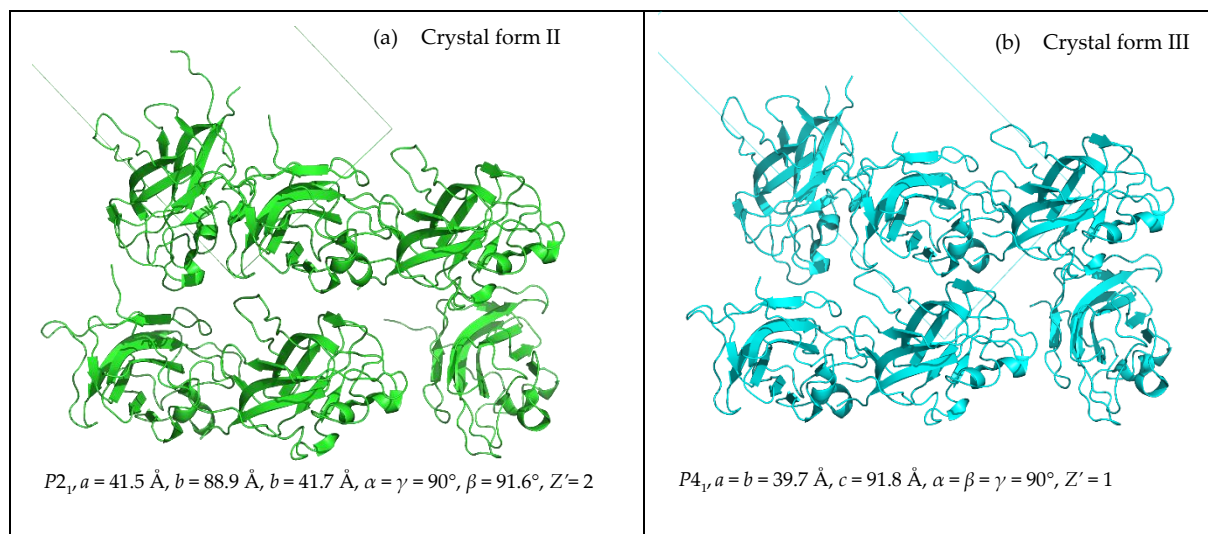 (a) Crystal form II
(b) Crystal form III
P2₁, a = 41.5 Å, b = 88.9 Å, b = 41.7 Å, α = γ = 90°, β = 91.6°, Z′= 2
P4₁, a = b = 39.7 Å, c = 91.8 Å, α = β = γ = 90°, Z′ = 1